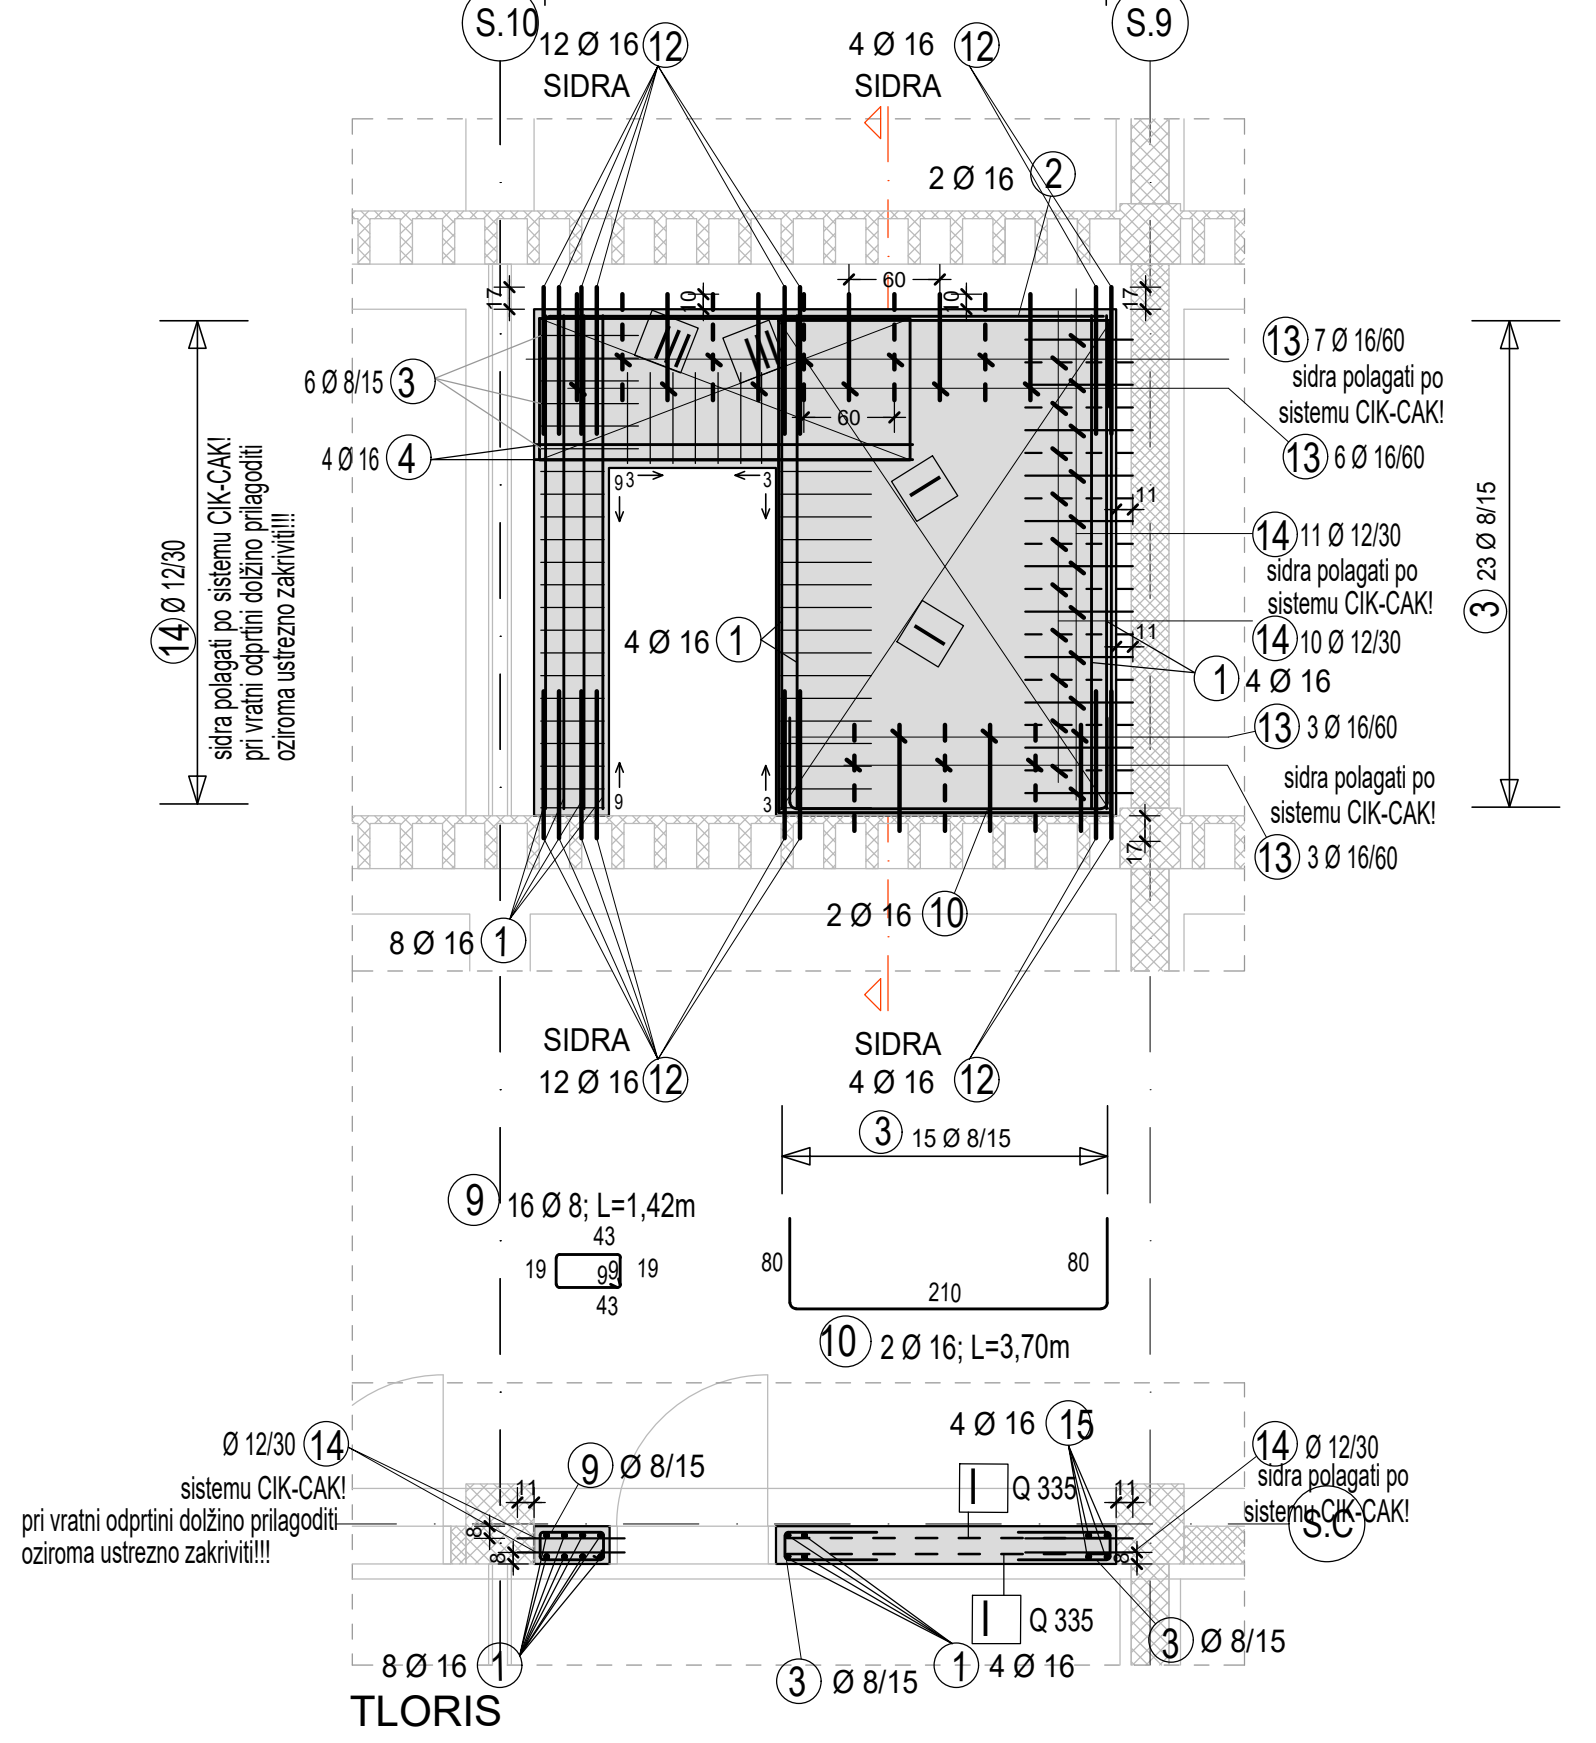 S.10
S.9
12 Ø 16 12
SIDRA
4 Ø 16 12
SIDRA
2 Ø 16 2
17
10
60
10
17
6 Ø 8/15 3
4 Ø 16 4
60
13 7 Ø 16/60
sidra polagati po
sistemu CIK-CAK!
13 6 Ø 16/60
14 Ø 12/30
sidra polagati po sistemu CIK-CAK!
pri vratni odprtini dolžino prilagoditi
oziroma ustrezno zakriviti!!!
9 3 3
11
14 11 Ø 12/30
sidra polagati po
sistemu CIK-CAK!
14 10 Ø 12/30
11
3 23 Ø 8/15
4 Ø 16 1
1 4 Ø 16
13 3 Ø 16/60
sidra polagati po
sistemu CIK-CAK!
13 3 Ø 16/60
9 3
17
2 Ø 16 10
8 Ø 16 1
SIDRA
12 Ø 16 12
SIDRA
4 Ø 16 12
3 15 Ø 8/15
9 16 Ø 8; L=1,42m
43
19 9 9 19
43
80 80
210
10 2 Ø 16; L=3,70m
Ø 12/30 14
sistemu CIK-CAK!
pri vratni odprtini dolžino prilagoditi
oziroma ustrezno zakriviti!!!
9 Ø 8/15
11
8
8
4 Ø 16 15
Q 335
11
8
14 Ø 12/30
sidra polagati po
sistemu CIK-CAK!
S.C
Q 335
8 Ø 16 1
3 Ø 8/15
1 4 Ø 16
3 Ø 8/15
TLORIS